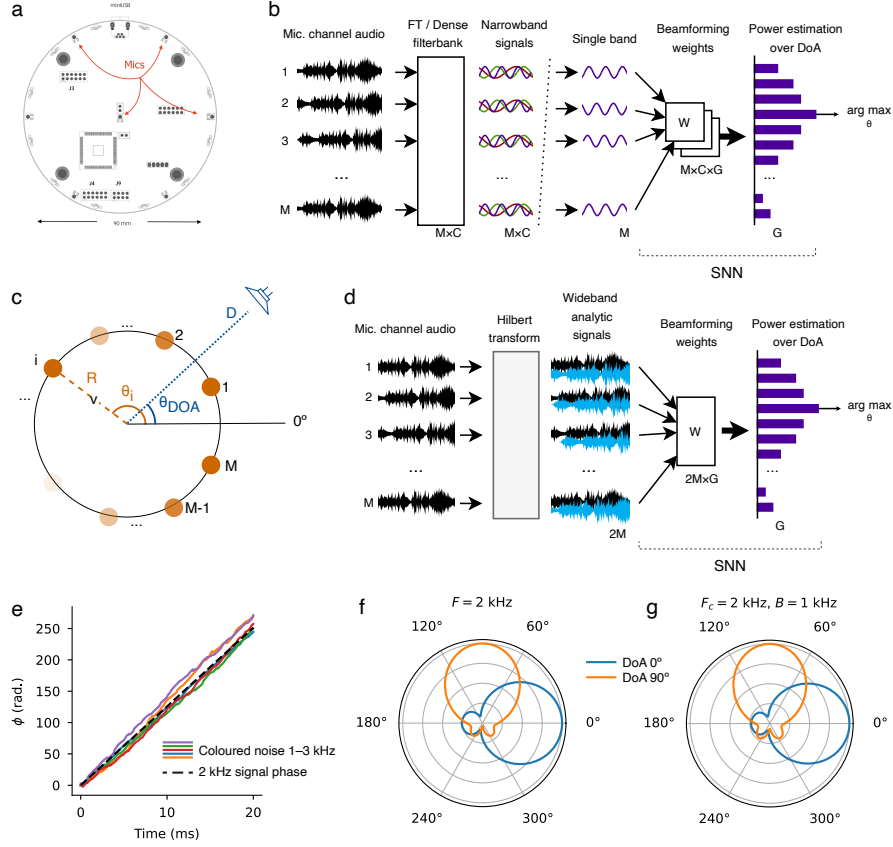 a
miniUSB
Mics
J3
J4
J9
90 mm
b
Mic. channel audio
FT / Dense
filterbank
Narrowband
signals
Single band
Beamforming
weights
Power estimation
over DoA
1
2
3
...
M
M×C
...
M×C
M
W
M×C×G
...
G
arg max
θ
SNN
c
D
...
2
i
R
1
...
v.
θi
θDOA
0º
M
M-1
...
d
Mic. channel audio
Hilbert
transform
Wideband
analytic
signals
Beamforming
weights
Power estimation
over DoA
1
2
3
...
M
...
2M
W
2M×G
...
G
arg max
θ
SNN
e
ϕ (rad.)
250
200
150
100
50
0
Coloured noise 1–3 kHz
2 kHz signal phase
0
10
20
Time (ms)
f
F = 2 kHz
120°
60°
180°
0°
240°
300°
DoA 0º
DoA 90º
g
Fc = 2 kHz, B = 1 kHz
120°
60°
180°
0°
240°
300°